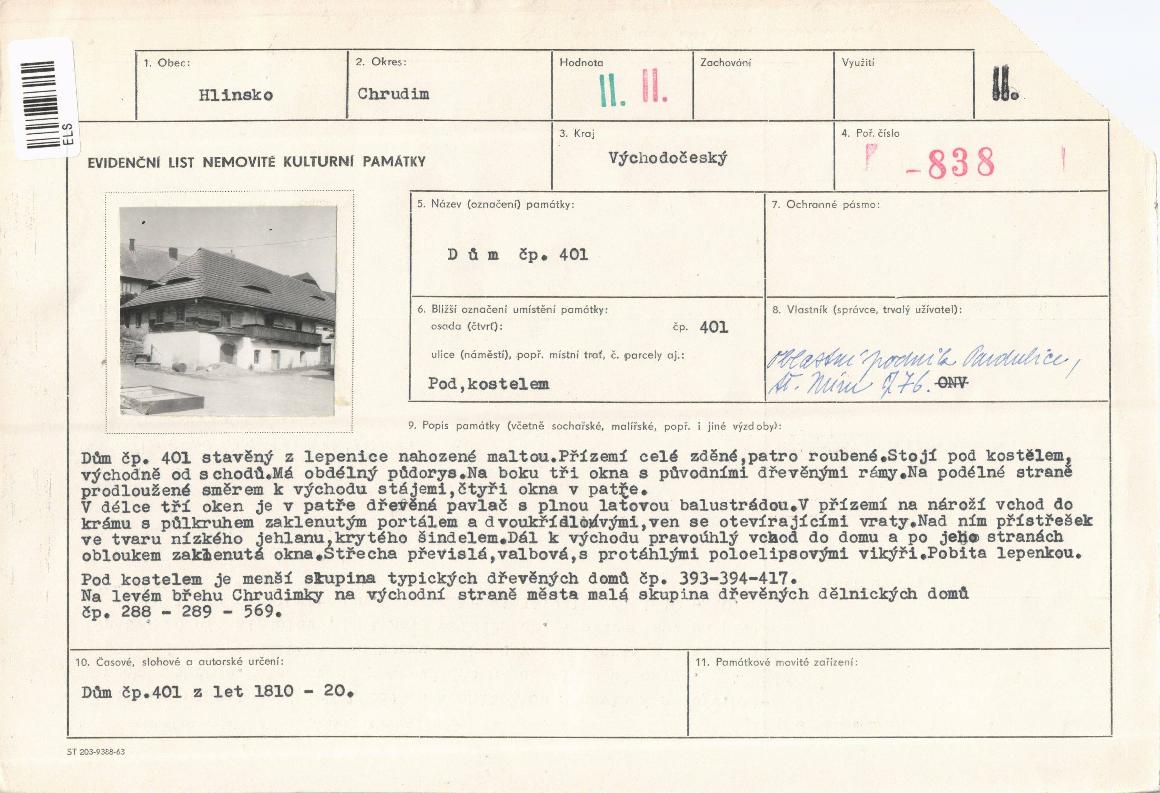 1. Obec:
Hlinsko
2. Okres:
Chrudim
Hodnota
II. II.
Zachování
Využití
II.
ELS
EVIDENČNÍ LIST NEMOVITÉ KULTURNÍ PAMÁTKY
3. Kraj
Východočeský
4. Poř. číslo
-838
5. Název (označení) památky:
D ů m čp. 401
7. Ochranné pásmo:
6. Bližší označení umístění památky:
osada (čtvrť): čp. 401
ulice (náměstí), popř. místní trať, č. parcely aj.:
Pod,kostelem
8. Vlastník (správce, trvalý uživatel):
Oblastní podnik Pardubice,
tř. Míru 76. ONV
9. Popis památky (včetně sochařské, malířské, popř. i jiné výzdoby):
Dům čp. 401 stavěný z lepenice nahozené maltou.Přízemí celé zděné,patro roubené.Stojí pod kostelem,
východně od schodů.Má obdélný půdorys.Na boku tři okna s původními dřevěnými rámy.Na podélné straně
prodloužené směrem k východu stájemi,čtyři okna v patře.
V délce tří oken je v patře dřevěná pavlač s plnou laťovou balustrádou.V přízemí na nároží vchod do
krámu s půlkruhem zaklenutým portálem a dvoukřídlovými,ven se otevírajícími vraty.Nad ním přístřešek
ve tvaru nízkého jehlanu,krytého šindelem.Dál k východu pravoúhlý vchod do domu a po jeho stranách
obloukem zaklenutá okna.Střecha převislá,valbová,s protáhlými poloelipsovými vikýři.Pobita lepenkou.
Pod kostelem je menší skupina typických dřevěných domů čp. 393-394-417.
Na levém břehu Chrudimky na východní straně města malá skupina dřevěných dělnických domů
čp. 288 - 289 - 569.
10. Časové, slohové a autorské určení:
Dům čp.401 z let 1810 - 20.
11. Památkové movité zařízení:
ST 203-9388-63